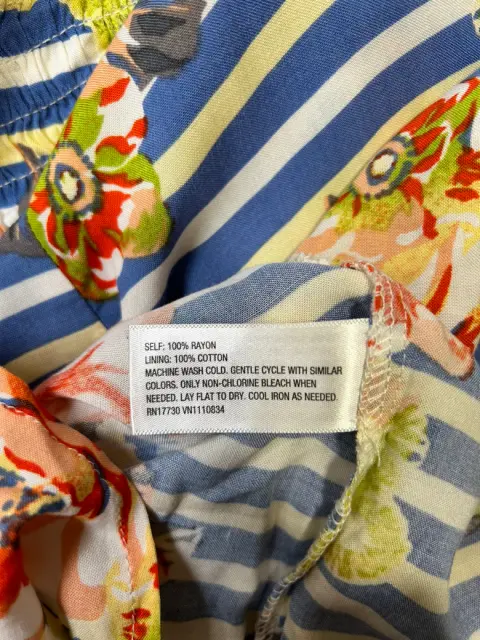 SELF: 100% RAYON
LINING: 100% COTTON
MACHINE WASH COLD. GENTLE CYCLE WITH SIMILAR
COLORS. ONLY NON-CHLORINE BLEACH WHEN
NEEDED. LAY FLAT TO DRY. COOL IRON AS NEEDED.
RN17730 VN1110834